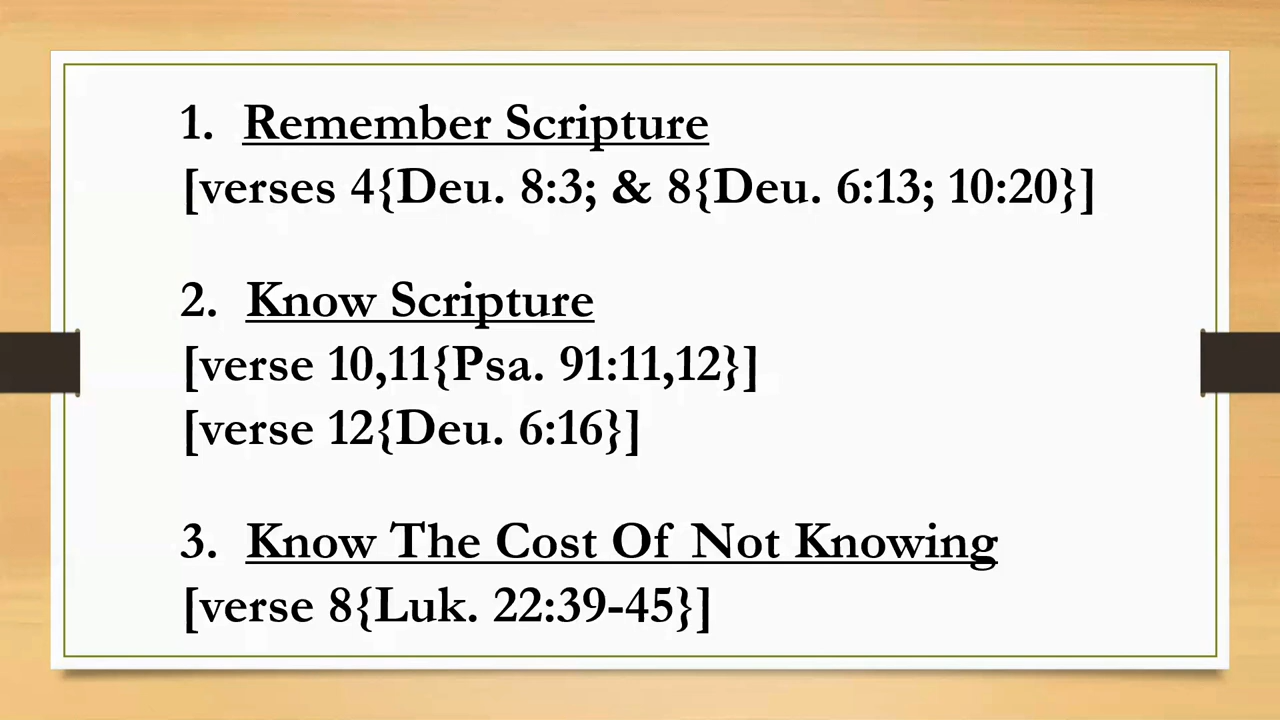 1. Remember Scripture
[verses 4{Deu. 8:3; & 8{Deu. 6:13; 10:20}]
2. Know Scripture
[verse 10,11{Psa. 91:11,12}]
[verse 12{Deu. 6:16}]
3. Know The Cost Of Not Knowing
[verse 8{Luk. 22:39-45}]